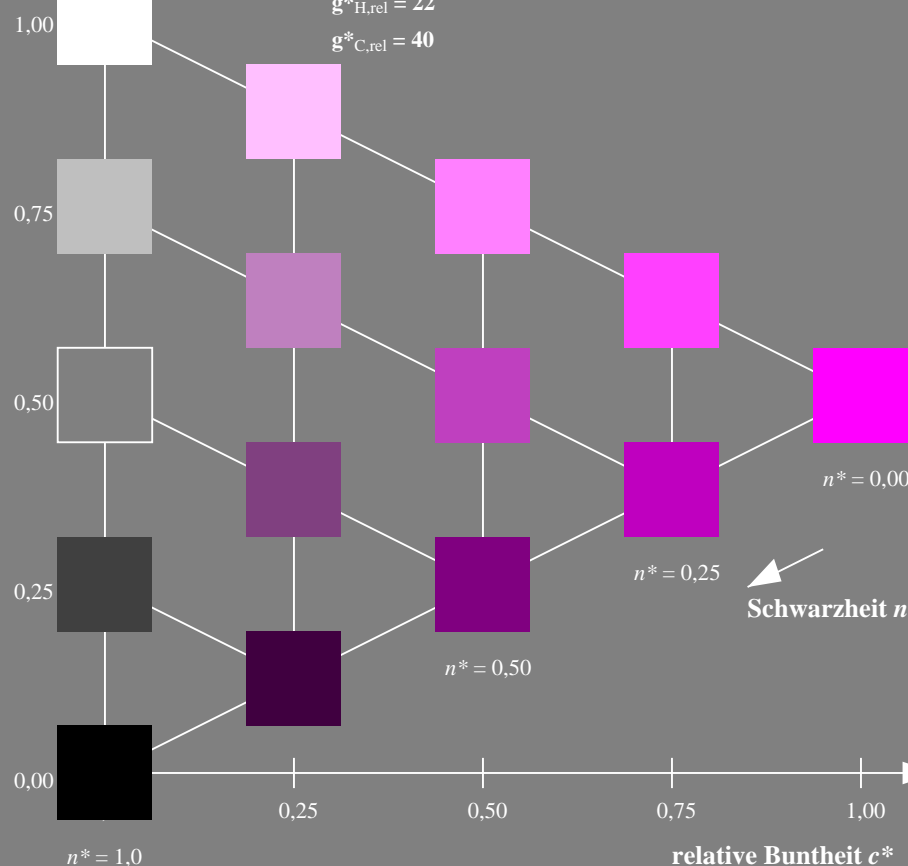 g*H,rel = 22
1,00
g*C,rel = 40
0,75
0,50
n* = 0,00
0,25
n* = 0,25
Schwarzheit n
n* = 0,50
0,00
0,25
0,50
0,75
1,00
n* = 1,0
relative Buntheit c*